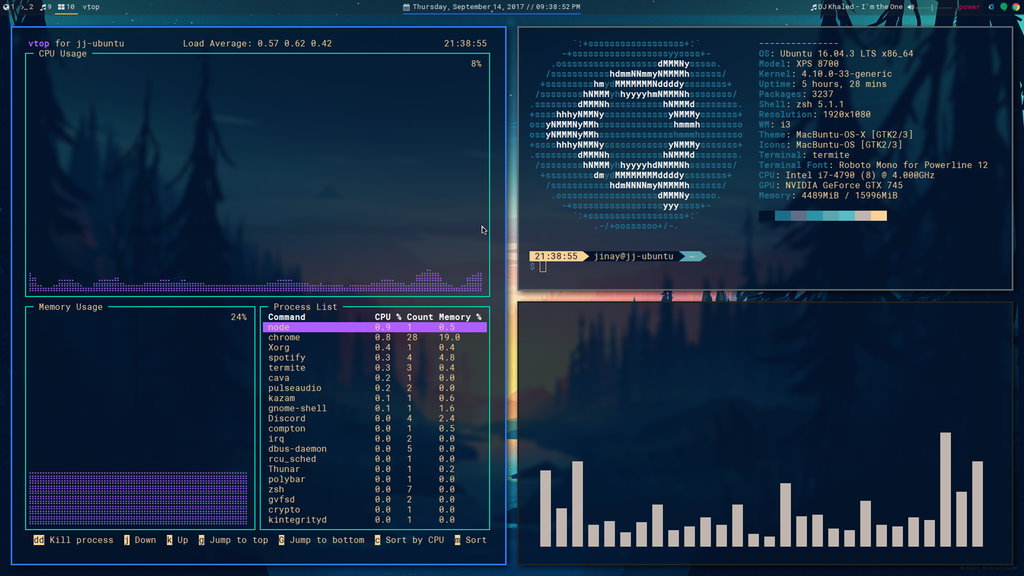 1 2 9 10 vtop
Thursday, September 14, 2017 // 09:38:52 PM
DJ Khaled - I'm the One power
vtop for jj-ubuntu Load Average: 0.57 0.62 0.42 21:38:55
CPU Usage
8%
Memory Usage
24%
Process List
Command CPU % Count Memory %
node 0.9 1 0.5
chrome 0.8 28 19.0
Xorg 0.4 1 0.4
spotify 0.3 4 4.8
termite 0.3 3 0.4
cava 0.2 1 0.0
pulseaudio 0.2 2 0.0
kazam 0.1 1 0.6
gnome-shell 0.1 1 1.6
Discord 0.0 4 2.4
compton 0.0 1 0.5
irq 0.0 2 0.0
dbus-daemon 0.0 5 0.0
rcu_sched 0.0 1 0.0
Thunar 0.0 1 0.2
polybar 0.0 1 0.0
zsh 0.0 7 0.0
gvfsd 0.0 2 0.0
crypto 0.0 1 0.0
kintegrityd 0.0 1 0.0
dd Kill process j Down k Up g Jump to top G Jump to bottom c Sort by CPU m Sort
---------------
OS: Ubuntu 16.04.3 LTS x86_64
Model: XPS 8700
Kernel: 4.10.0-33-generic
Uptime: 5 hours, 28 mins
Packages: 3237
Shell: zsh 5.1.1
Resolution: 1920x1080
WM: i3
Theme: MacBuntu-OS-X [GTK2/3]
Icons: MacBuntu-OS [GTK2/3]
Terminal: termite
Terminal Font: Roboto Mono for Powerline 12
CPU: Intel i7-4790 (8) @ 4.000GHz
GPU: NVIDIA GeForce GTX 745
Memory: 4489MiB / 15996MiB
21:38:55 jinay@jj-ubuntu ~
$